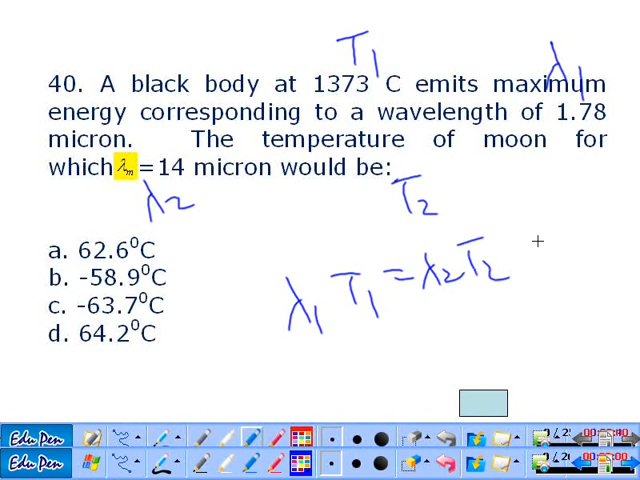 T1
λ1
40. A black body at 1373 C emits maximum
energy corresponding to a wavelength of 1.78
micron. The temperature of moon for
which λm=14 micron would be:
λ2
T2
a. 62.6⁰C
b. -58.9⁰C
c. -63.7⁰C
d. 64.2⁰C
λ1 T1 = λ2 T2
Edu Pen
Edu Pen